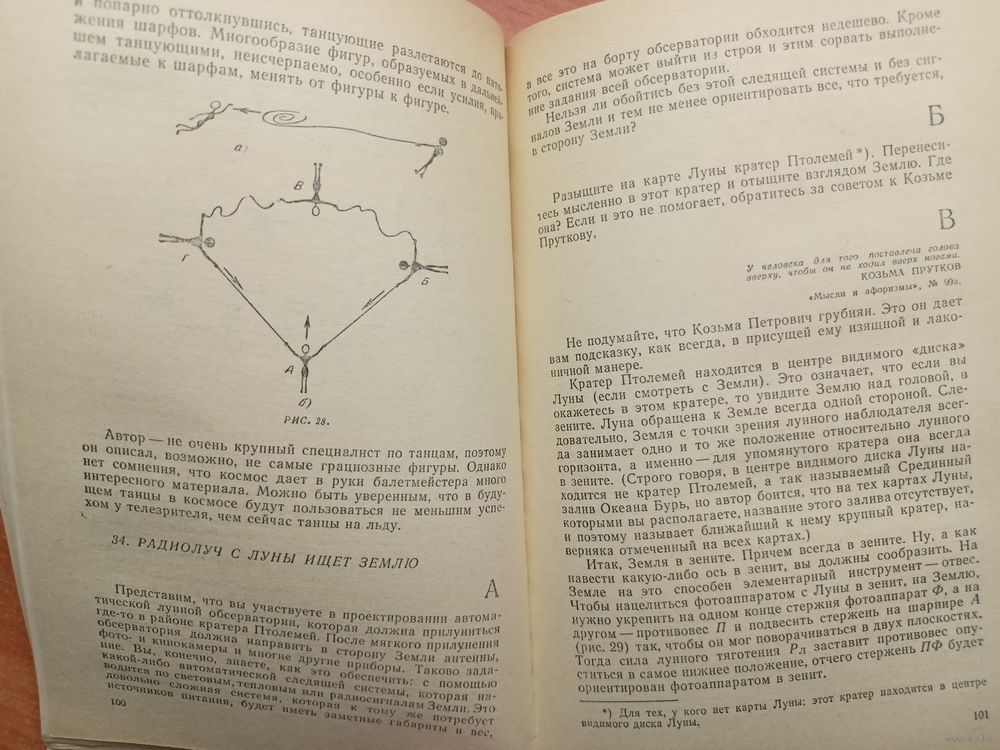 и попарно оттолкнувшись, танцующие разлетаются до натя-
жения шарфов. Многообразие фигур, образуемых в дальней-
шем танцующими, неисчерпаемо, особенно если усилия, при-
лагаемые к шарфам, менять от фигуры к фигуре.
а)
В
Г
Б
А
б)
РИС. 28.
Автор — не очень крупный специалист по танцам, поэтому
он описал, возможно, не самые грациозные фигуры. Однако
нет сомнения, что космос дает в руки балетмейстера много
интересного материала. Можно быть уверенным, что в буду-
щем танцы в космосе будут пользоваться не меньшим успе-
хом у телезрителя, чем сейчас танцы на льду.
34. РАДИОЛУЧ С ЛУНЫ ИЩЕТ ЗЕМЛЮ
А
Представим, что вы участвуете в проектировании автома-
тической лунной обсерватории, которая должна прилуниться
где-то в районе кратера Птолемей. После мягкого прилунения
обсерватория должна направить в сторону Земли антенны,
фото- и кинокамеры и многие другие приборы. Таково зада-
ние. Вы, конечно, знаете, как это обеспечить: с помощью
какой-либо автоматической следящей системы, которая на-
водится по световым, тепловым или радиосигналам Земли. Это
довольно сложная система, которая к тому же потребует
источников питания, будет иметь заметные габариты и вес,
100
а все это на борту обсерватории обходится недешево. Кроме
того, система может выйти из строя и этим сорвать выполне-
ние задания всей обсерватории.
Нельзя ли обойтись без этой следящей системы и без сиг-
налов Земли и тем не менее ориентировать все, что требуется,
в сторону Земли?
Б
Разыщите на карте Луны кратер Птолемей*). Перенеси-
тесь мысленно в этот кратер и отыщите взглядом Землю. Где
она? Если и это не помогает, обратитесь за советом к Козьме
Пруткову.
В
У человека для того поставлена голова
вверху, чтобы он не ходил вверх ногами.
КОЗЬМА ПРУТКОВ
«Мысли и афоризмы», № 99а.
Не подумайте, что Козьма Петрович грубиян. Это он дает
вам подсказку, как всегда, в присущей ему изящной и лако-
ничной манере.
Кратер Птолемей находится в центре видимого «диска»
Луны (если смотреть с Земли). Это означает, что если вы
окажетесь в этом кратере, то увидите Землю над головой, в
зените. Луна обращена к Земле всегда одной стороной. Сле-
довательно, Земля с точки зрения лунного наблюдателя всег-
да занимает одно и то же положение относительно лунного
горизонта, а именно — для упомянутого кратера она всегда
в зените. (Строго говоря, в центре видимого диска Луны на-
ходится не кратер Птолемей, а так называемый Срединный
залив Океана Бурь, но автор боится, что на тех картах Луны,
которыми вы располагаете, название этого залива отсутствует,
и поэтому называет ближайший к нему крупный кратер, на-
верняка отмеченный на всех картах.)
Итак, Земля в зените. Причем всегда в зените. Ну, а как
навести какую-либо ось в зенит, вы должны сообразить. На
Земле на это способен элементарный инструмент — отвес.
Чтобы нацелиться фотоаппаратом с Луны в зенит, на Землю,
нужно укрепить на одном конце стержня фотоаппарат Ф, а на
другом — противовес П и подвесить стержень на шарнире А
(рис. 29) так, чтобы он мог поворачиваться в двух плоскостях.
Тогда сила лунного тяготения Рл заставит противовес опу-
ститься в самое нижнее положение, отчего стержень ПФ будет
ориентирован фотоаппаратом в зенит.
*) Для тех, у кого нет карты Луны: этот кратер находится в центре
видимого диска Луны.
101
www.ay.by